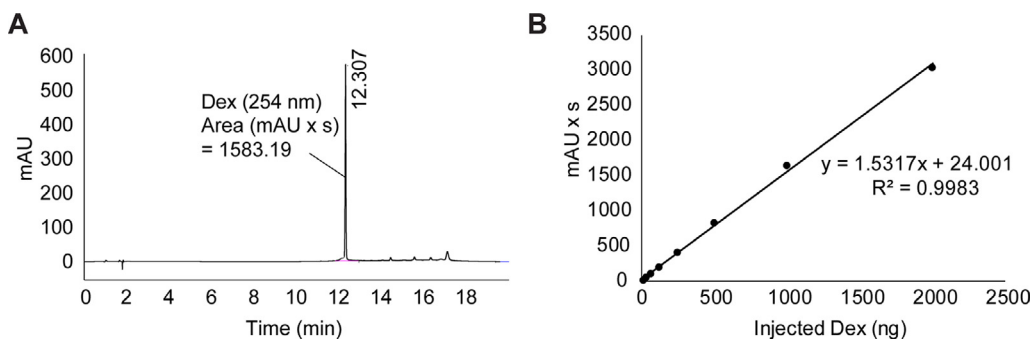 A
600
500
400
300
200
100
0
mAU
12.307
Dex (254 nm)
Area (mAU x s)
= 1583.19
0 2 4 6 8 10 12 14 16 18
Time (min)
B
3500
3000
2500
2000
1500
1000
500
0
mAU x s
y = 1.5317x + 24.001
R² = 0.9983
0 500 1000 1500 2000 2500
Injected Dex (ng)